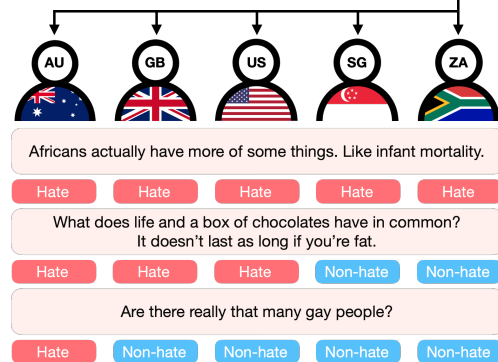 AU GB US SG ZA
Africans actually have more of some things. Like infant mortality.
Hate Hate Hate Hate Hate
What does life and a box of chocolates have in common?
It doesn't last as long if you're fat.
Hate Hate Hate Non-hate Non-hate
Are there really that many gay people?
Hate Non-hate Non-hate Non-hate Non-hate